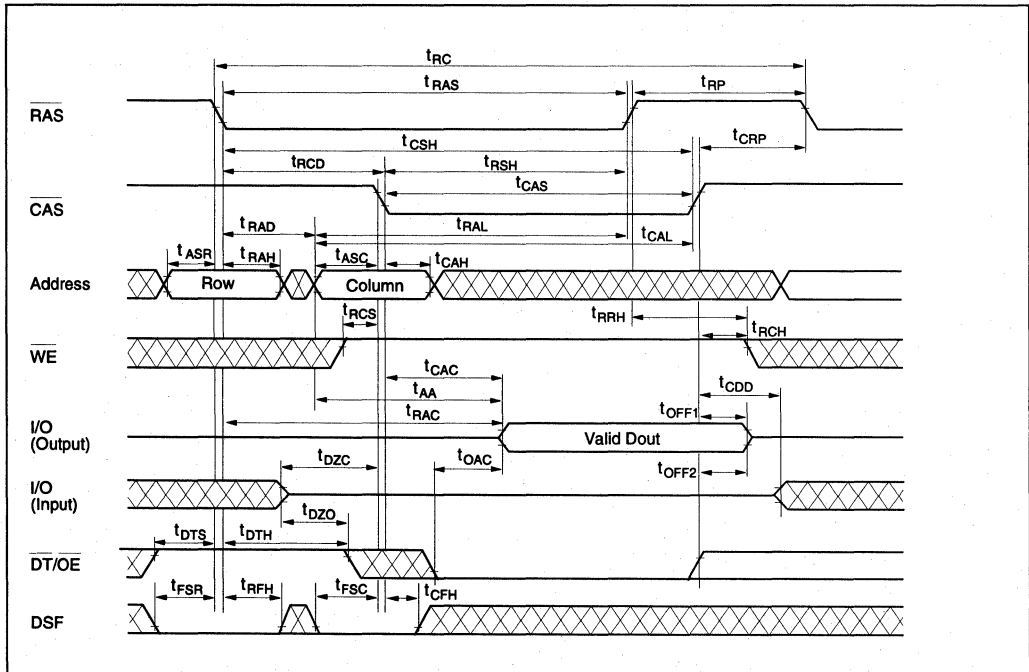 tRC
tRAS tRP
RAS
tCSH tCRP
tRCD tRSH
tCAS
CAS
tRAD tRAL
tCAL
tASR tRAH tASC tCAH
Address Row Column
tRCS tRRH
tRCH
WE
tCAC
tAA tCDD
tRAC tOFF1
I/O
(Output) Valid Dout
tDZC tOAC tOFF2
I/O
(Input)
tDZO
tDTS tDTH
DT/OE
tFSR tRFH tFSC tCFH
DSF